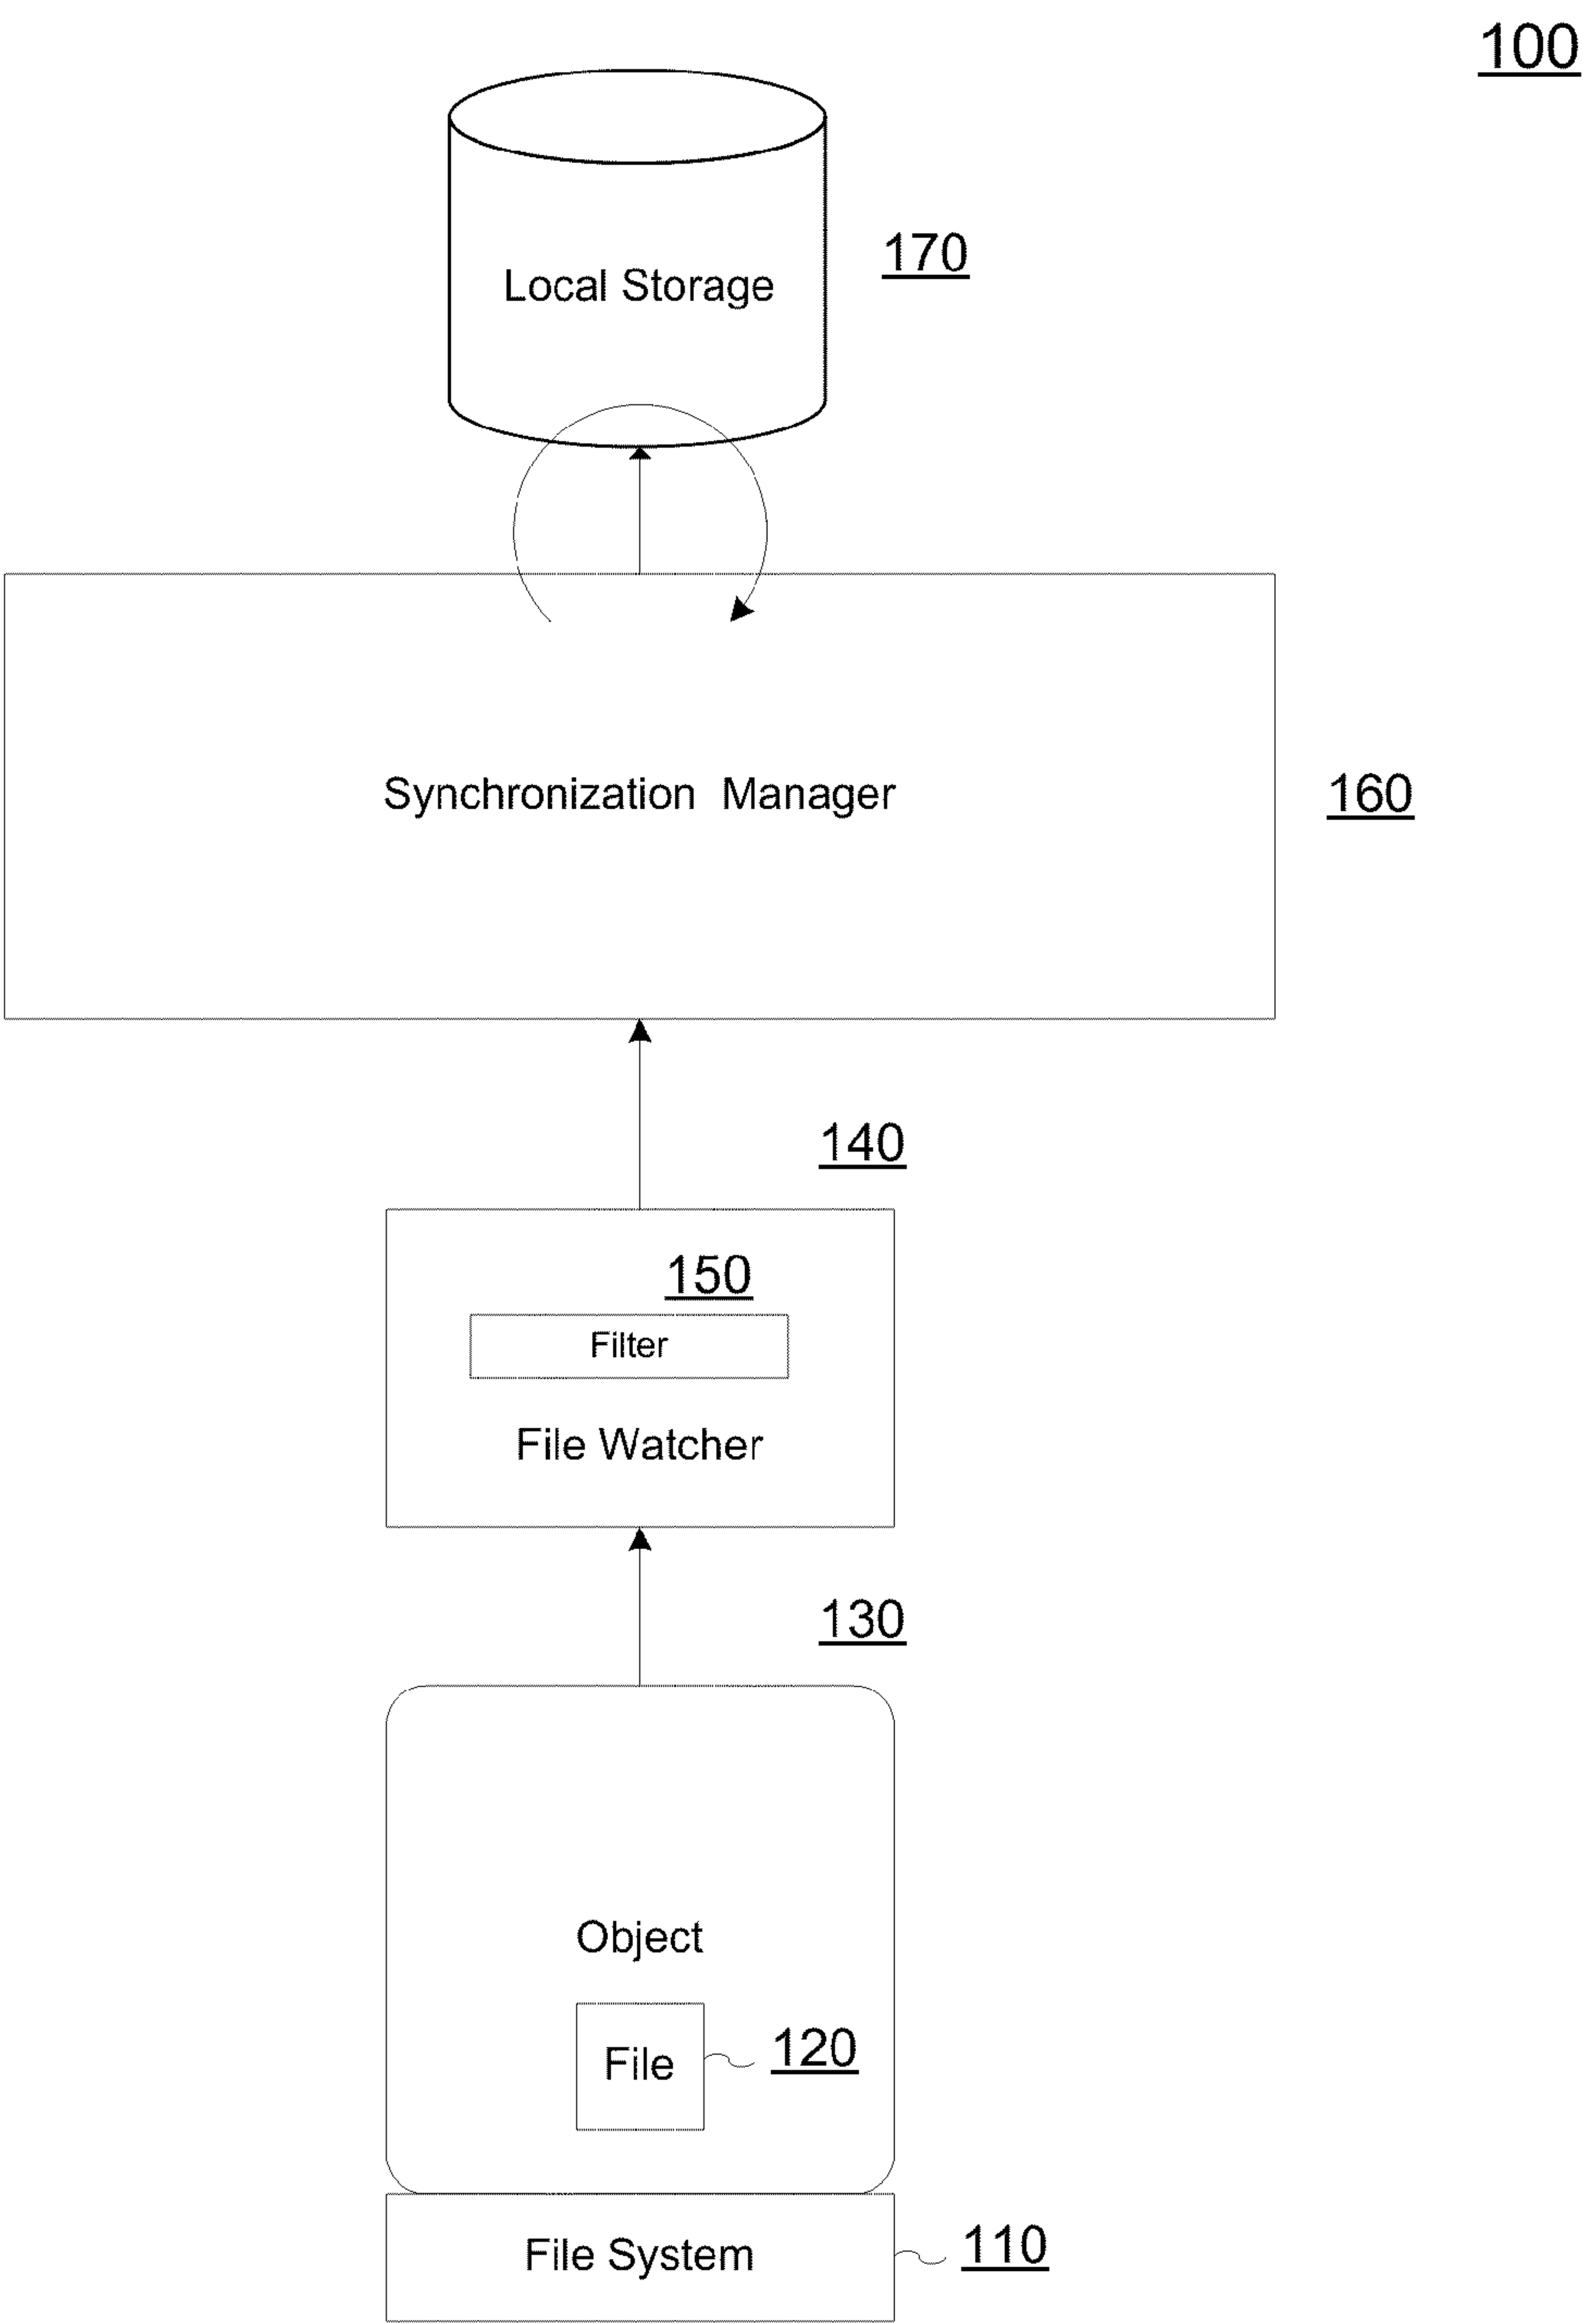 100
170
Local Storage
Synchronization Manager
160
140
150
Filter
File Watcher
130
Object
File
120
File System
110